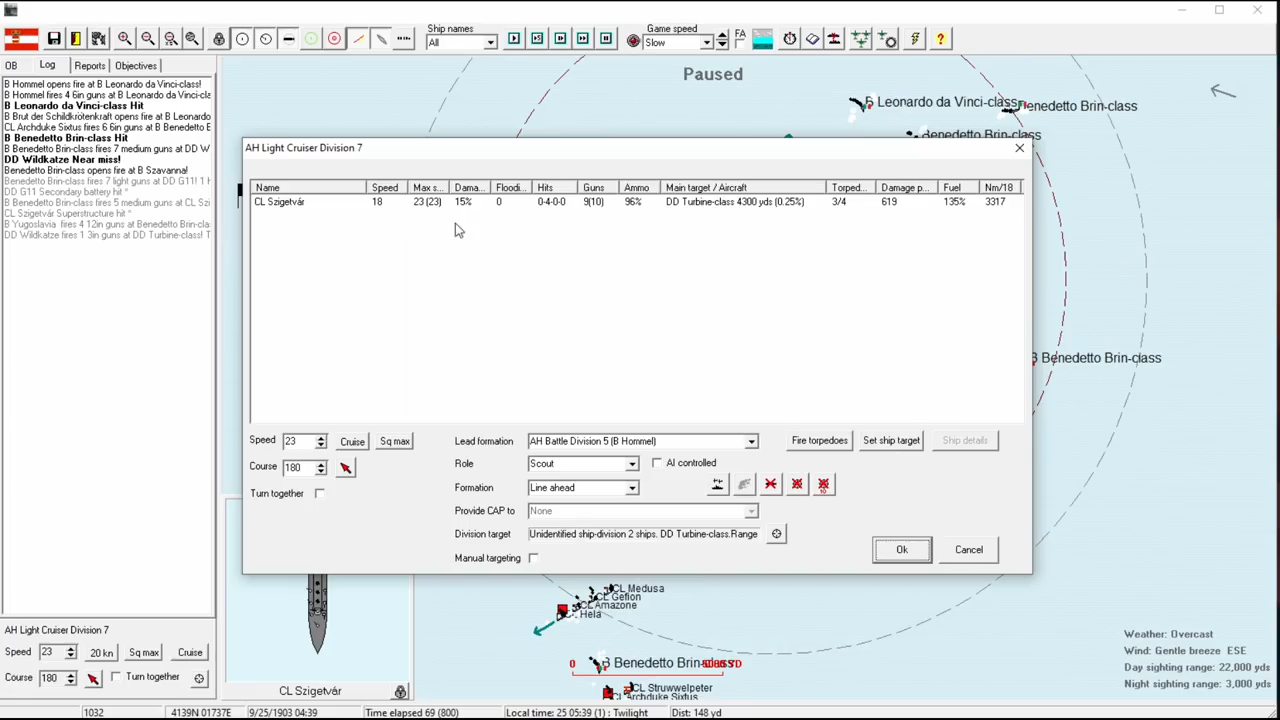 Ship names
All
Game speed
Slow
FA
OB Log Reports Objectives
B Hommel opens fire at B Leonardo da Vinci-class!
B Hommel fires 4 6in guns at B Leonardo da Vinci-cla
B Leonardo da Vinci-class Hit
B Brut der Schildkrötenkraft opens fire at B Leonardo
CL Archduke Sixtus fires 6 6in guns at B Benedetto E
B Benedetto Brin-class Hit
B Benedetto Brin-class fires 7 medium guns at DD W
DD Wildkatze Near miss!
Benedetto Brin-class opens fire at B Szavanna!
Benedetto Brin-class fires 7 light guns at DD G11! 1 h
DD G11 Seconday battery hit *
B Benedetto Brin-class fires 5 medium guns at CL Szi
CL Szigetvár Superstructure hit *
B Yugoslavia fires 4 12in guns at Benedetto Brin-cla
DD Wildkatze fires 1 3in guns at DD Turbine-class! T
Paused
B Leonardo da Vinci-class
Benedetto Brin-class
Benedetto Brin-class
AH Light Cruiser Division 7
Name Speed Max s... Dama... Floodi... Hits Guns Ammo Main target / Aircraft Torped... Damage p... Fuel Nm/18
CL Szigetvár 18 23 (23) 15% 0 0-4-0-0 9(10) 96% DD Turbine-class 4300 yds (0.25%) 3/4 619 135% 3317
B Benedetto Brin-class
Speed 23 Cruise Sq max
Course 180
Turn together
Lead formation AH Battle Division 5 (B Hommel)
Role Scout AI controlled
Formation Line ahead
Provide CAP to None
Division target Unidentified ship-division 2 ships. DD Turbine-class.Range
Manual targeting
Fire torpedoes Set ship target Ship details
Ok Cancel
CL Medusa
CL Gefion
CL Amazone
CL Hela
0 B Benedetto Brin-class YD
CL Struwwelpeter
CL Archduke Sixtus
Weather: Overcast
Wind: Gentle breeze ESE
Day sighting range: 22,000 yds
Night sighting range: 3,000 yds
AH Light Cruiser Division 7
Speed 23 20 kn Sq max Cruise
Course 180 Turn together
CL Szigetvár
1032 4139N 01737E 9/25/1903 04:39 Time elapsed 69 (800) Local time: 25 05:39 (1) : Twilight Dist: 148 yd